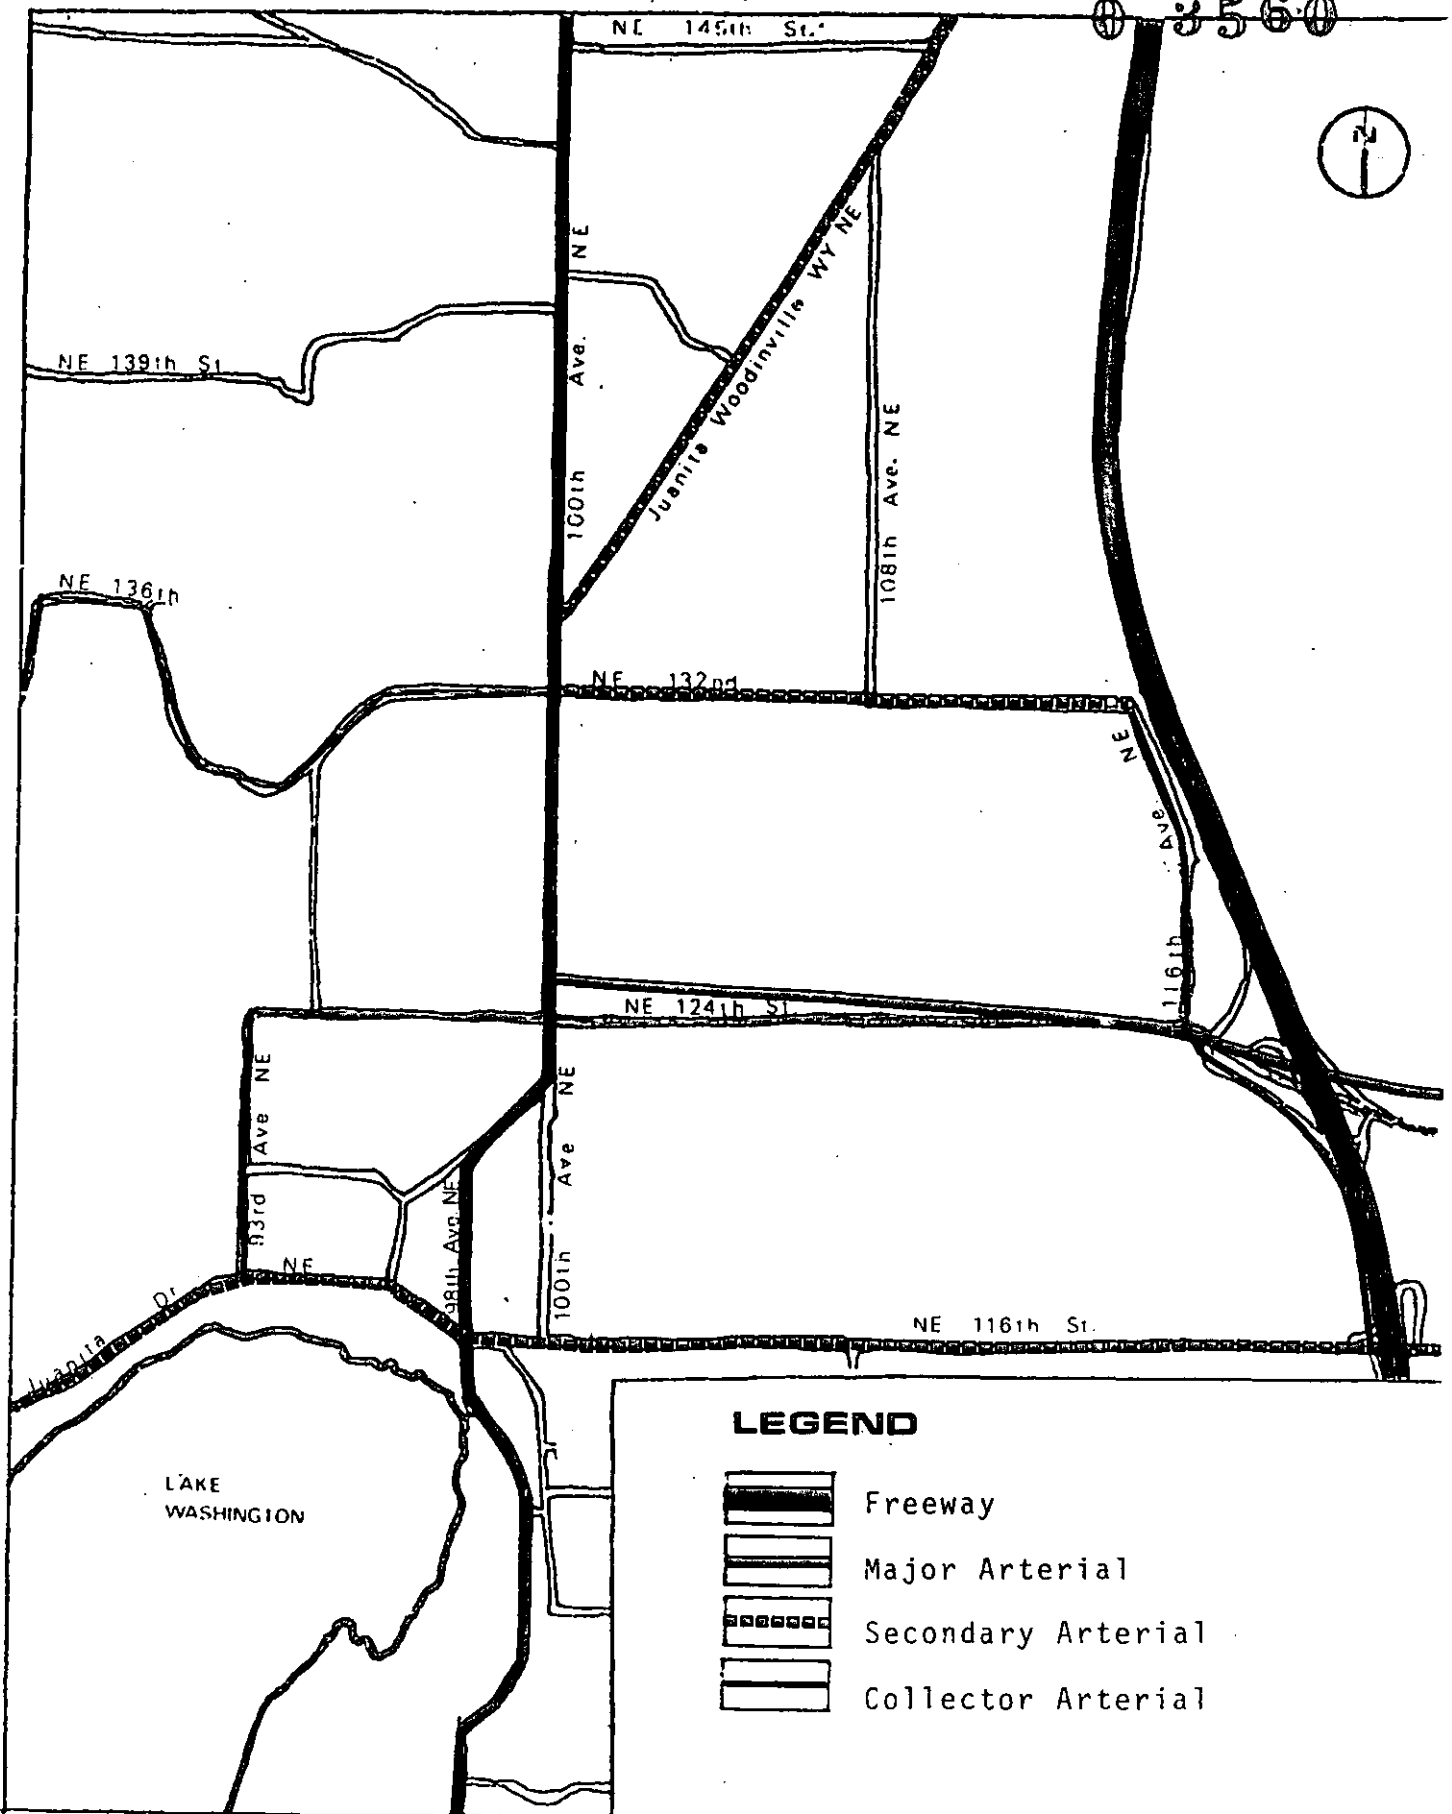 0 3560
NE 145th St.
N
NE
Ave.
100th
Juanita Woodinville WY NE
108th Ave. NE
NE 139th St
NE 136th
NE 132nd
NE
Ave
116th
NE 124th St
93rd Ave NE
98th Ave NE
100th Ave NE
Juanita Dr NE
NE 116th St.
LAKE
WASHINGTON
LEGEND
Freeway
Major Arterial
Secondary Arterial
Collector Arterial